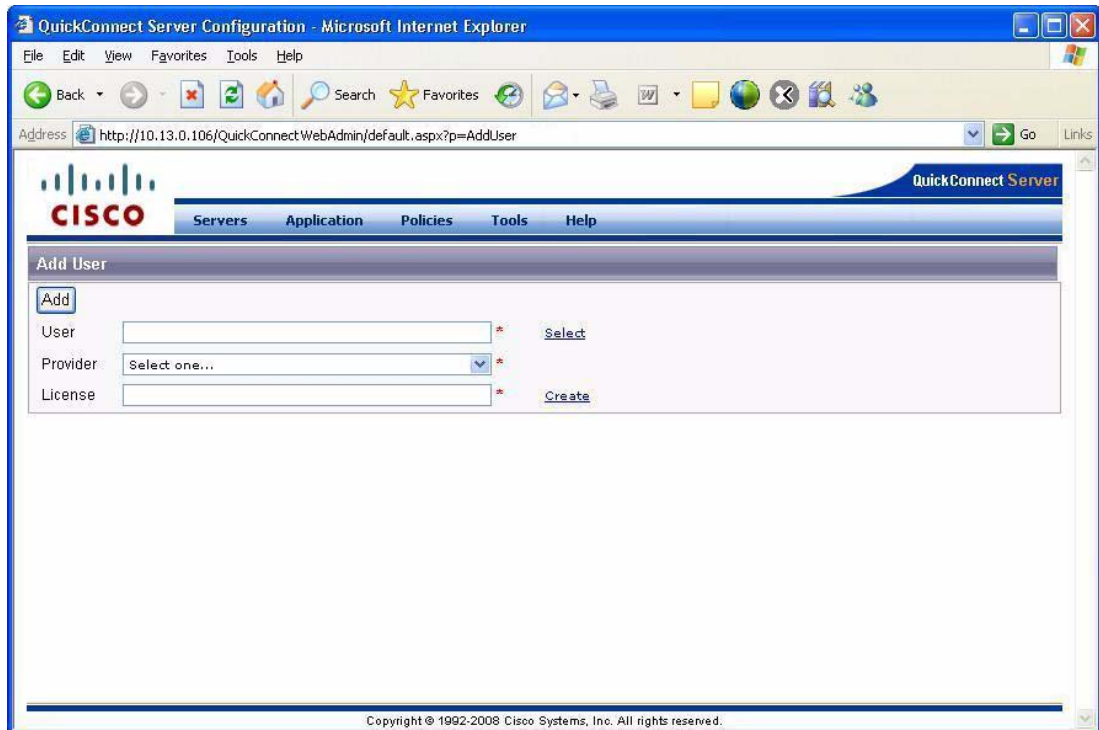 QuickConnect Server Configuration - Microsoft Internet Explorer
File Edit View Favorites Tools Help
Back Search Favorites W
Address http://10.13.0.106/QuickConnectWebAdmin/default.aspx?p=AddUser Go Links
QuickConnect Server
CISCO
Servers Application Policies Tools Help
Add User
Add
User * Select
Provider Select one... *
License * Create
Copyright © 1992-2008 Cisco Systems, Inc. All rights reserved.